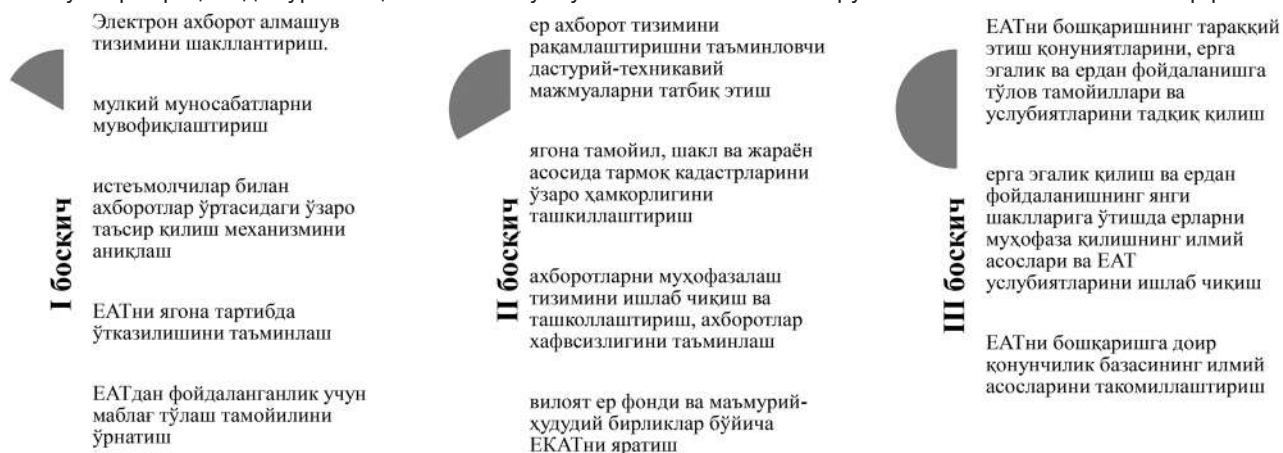 Электрон ахборот алмашув
тизимини шакллантириш.
мулкий муносабатларни
мувофиқлаштириш
истеъмолчилар билан
ахборотлар ўртасидаги ўзаро
таъсир қилиш механизмини
аниқлаш
ЕАТни ягона тартибда
ўтказилишини таъминлаш
ЕАТдан фойдаланганлик учун
маблағ тўлаш тамойилини
ўрнатиш
I босқич
ер ахборот тизимини
рақамлаштиришни таъминловчи
дастурий-техникавий
мажмуаларни татбиқ этиш
ягона тамойил, шакл ва жараён
асосида тармоқ кадастрларини
ўзаро ҳамкорлигини
ташкиллаштириш
ахборотларни муҳофазалаш
тизимини ишлаб чиқиш ва
ташколлаштириш, ахборотлар
хафвсизлигини таъминлаш
вилоят ер фонди ва маъмурий-
ҳудудий бирликлар бўйича
ЕКАТни яратиш
II босқич
ЕАТни бошқаришнинг тараққий
этиш қонуниятларини, ерга
эгалик ва ердан фойдаланишга
тўлов тамойиллари ва
услубиятларини тадқиқ қилиш
ерга эгалик қилиш ва ердан
фойдаланишнинг янги
шаклларига ўтишда ерларни
муҳофаза қилишнинг илмий
асослари ва ЕАТ
услубиятларини ишлаб чиқиш
ЕАТни бошқаришга доир
қонунчилик базасининг илмий
асосларини такомиллаштириш
III босқич